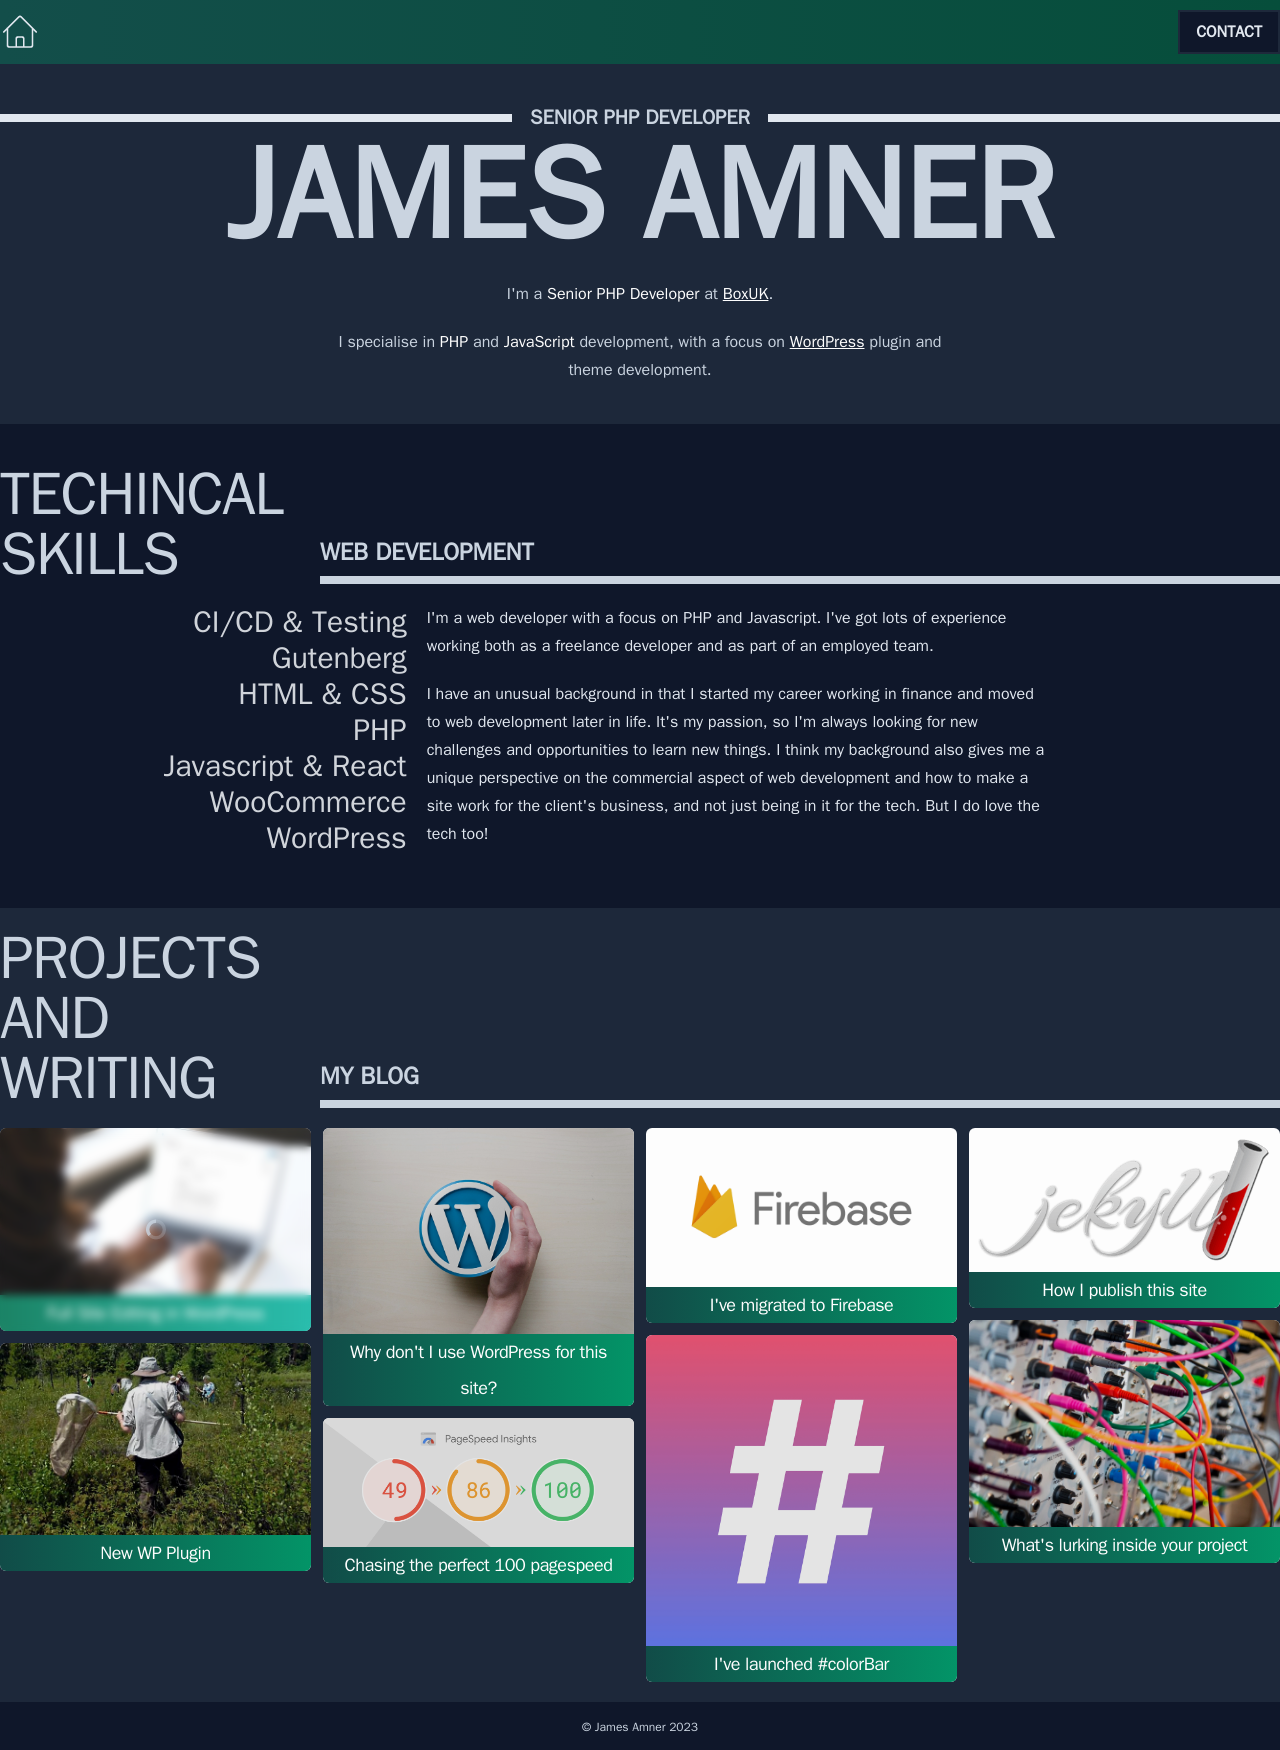 CONTACT
SENIOR PHP DEVELOPER
JAMES AMNER
I'm a Senior PHP Developer at BoxUK.
I specialise in PHP and JavaScript development, with a focus on WordPress plugin and
theme development.
TECHINCAL
SKILLS
WEB DEVELOPMENT
CI/CD & Testing
Gutenberg
HTML & CSS
PHP
Javascript & React
WooCommerce
WordPress
I'm a web developer with a focus on PHP and Javascript. I've got lots of experience
working both as a freelance developer and as part of an employed team.
I have an unusual background in that I started my career working in finance and moved
to web development later in life. It's my passion, so I'm always looking for new
challenges and opportunities to learn new things. I think my background also gives me a
unique perspective on the commercial aspect of web development and how to make a
site work for the client's business, and not just being in it for the tech. But I do love the
tech too!
PROJECTS
AND
WRITING
MY BLOG
Full Site Editing in WordPress
New WP Plugin
W
Why don't I use WordPress for this
site?
PageSpeed Insights
49 » 86 » 100
Chasing the perfect 100 pagespeed
Firebase
I've migrated to Firebase
#
I've launched #colorBar
jekyll
How I publish this site
What's lurking inside your project
© James Amner 2023